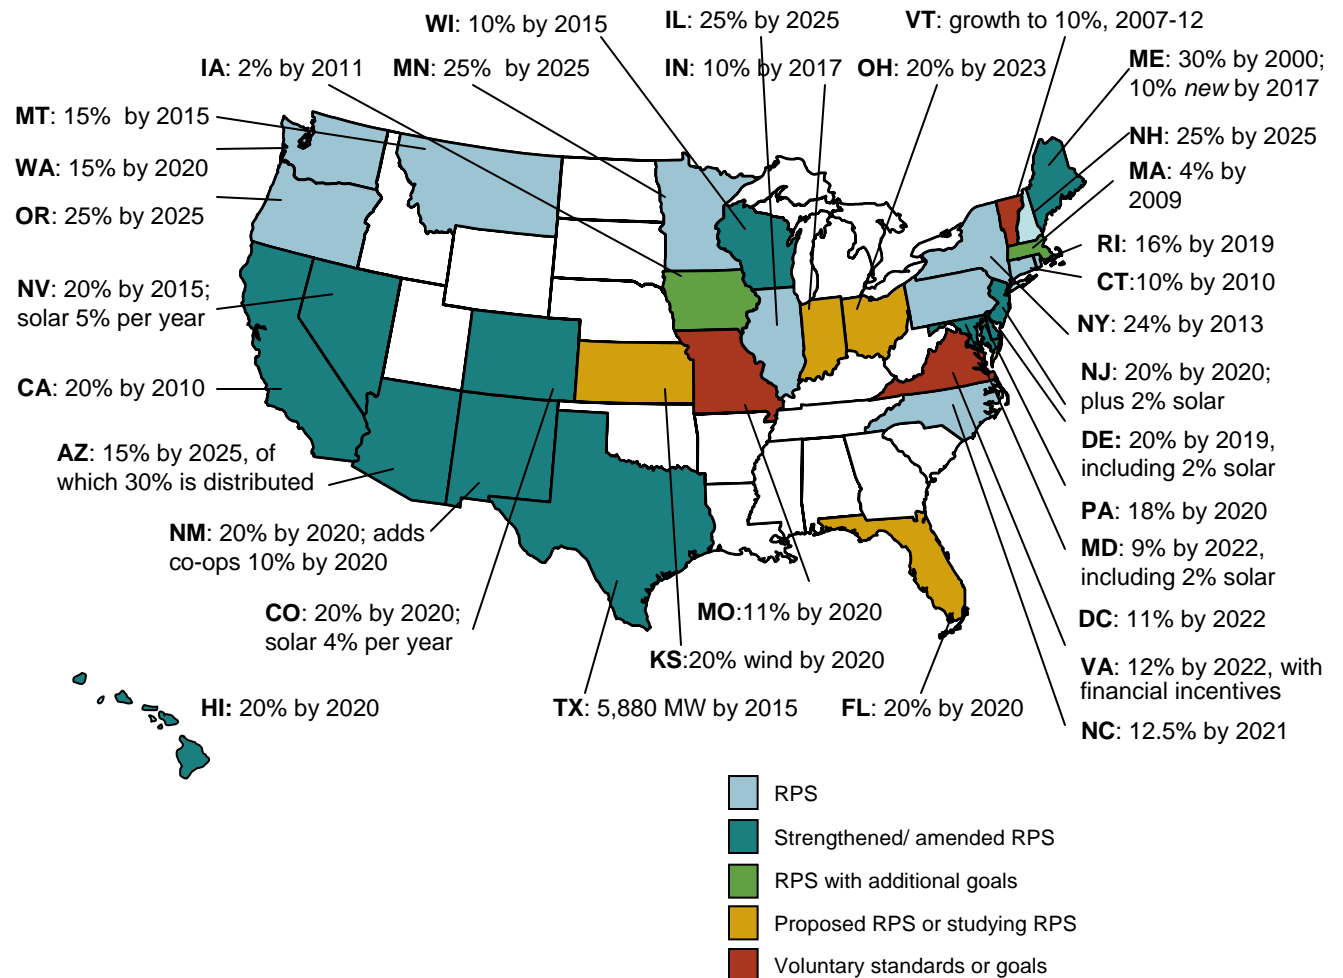 WI: 10% by 2015
IL: 25% by 2025
VT: growth to 10%, 2007-12
IA: 2% by 2011
MN: 25% by 2025
IN: 10% by 2017
OH: 20% by 2023
ME: 30% by 2000;
10% new by 2017
MT: 15% by 2015
NH: 25% by 2025
WA: 15% by 2020
MA: 4% by
2009
OR: 25% by 2025
RI: 16% by 2019
CT:10% by 2010
NV: 20% by 2015;
solar 5% per year
NY: 24% by 2013
CA: 20% by 2010
NJ: 20% by 2020;
plus 2% solar
AZ: 15% by 2025, of
which 30% is distributed
DE: 20% by 2019,
including 2% solar
PA: 18% by 2020
NM: 20% by 2020; adds
co-ops 10% by 2020
MD: 9% by 2022,
including 2% solar
CO: 20% by 2020;
solar 4% per year
MO:11% by 2020
DC: 11% by 2022
KS:20% wind by 2020
VA: 12% by 2022, with
financial incentives
HI: 20% by 2020
TX: 5,880 MW by 2015
FL: 20% by 2020
NC: 12.5% by 2021
RPS
Strengthened/ amended RPS
RPS with additional goals
Proposed RPS or studying RPS
Voluntary standards or goals